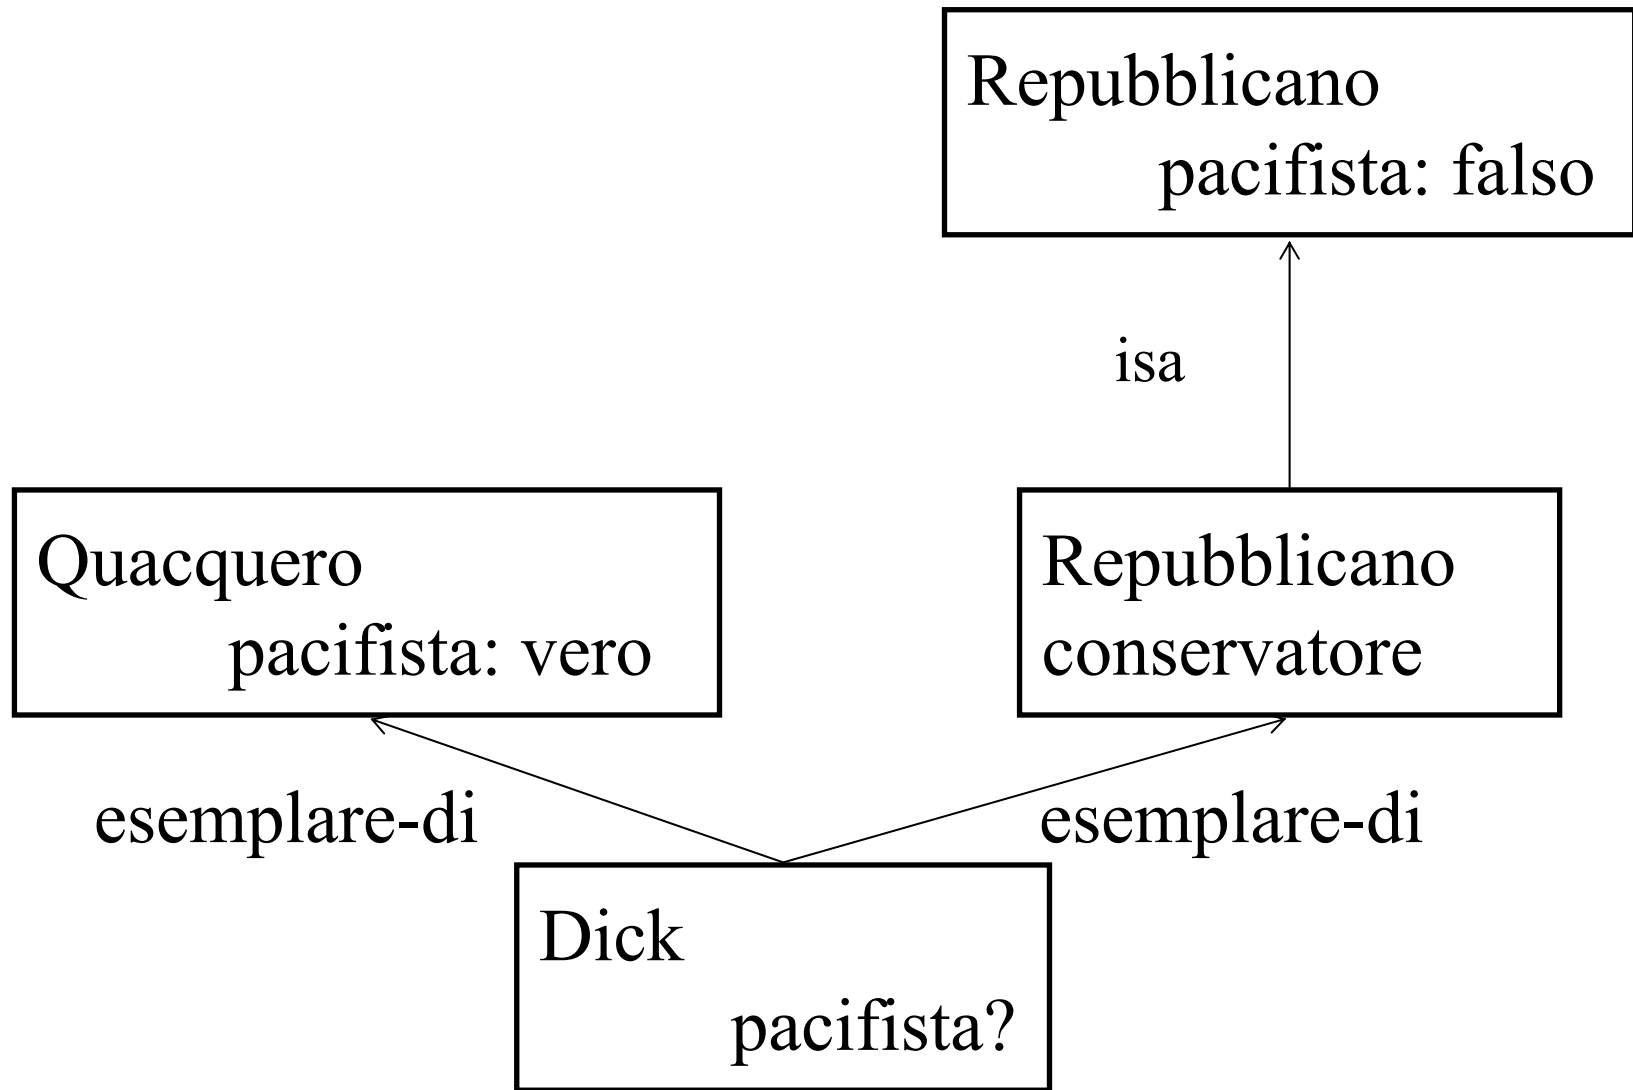 Repubblicano
pacifista: falso
isa
Quacquero
pacifista: vero
Repubblicano
conservatore
esemplare-di
esemplare-di
Dick
pacifista?